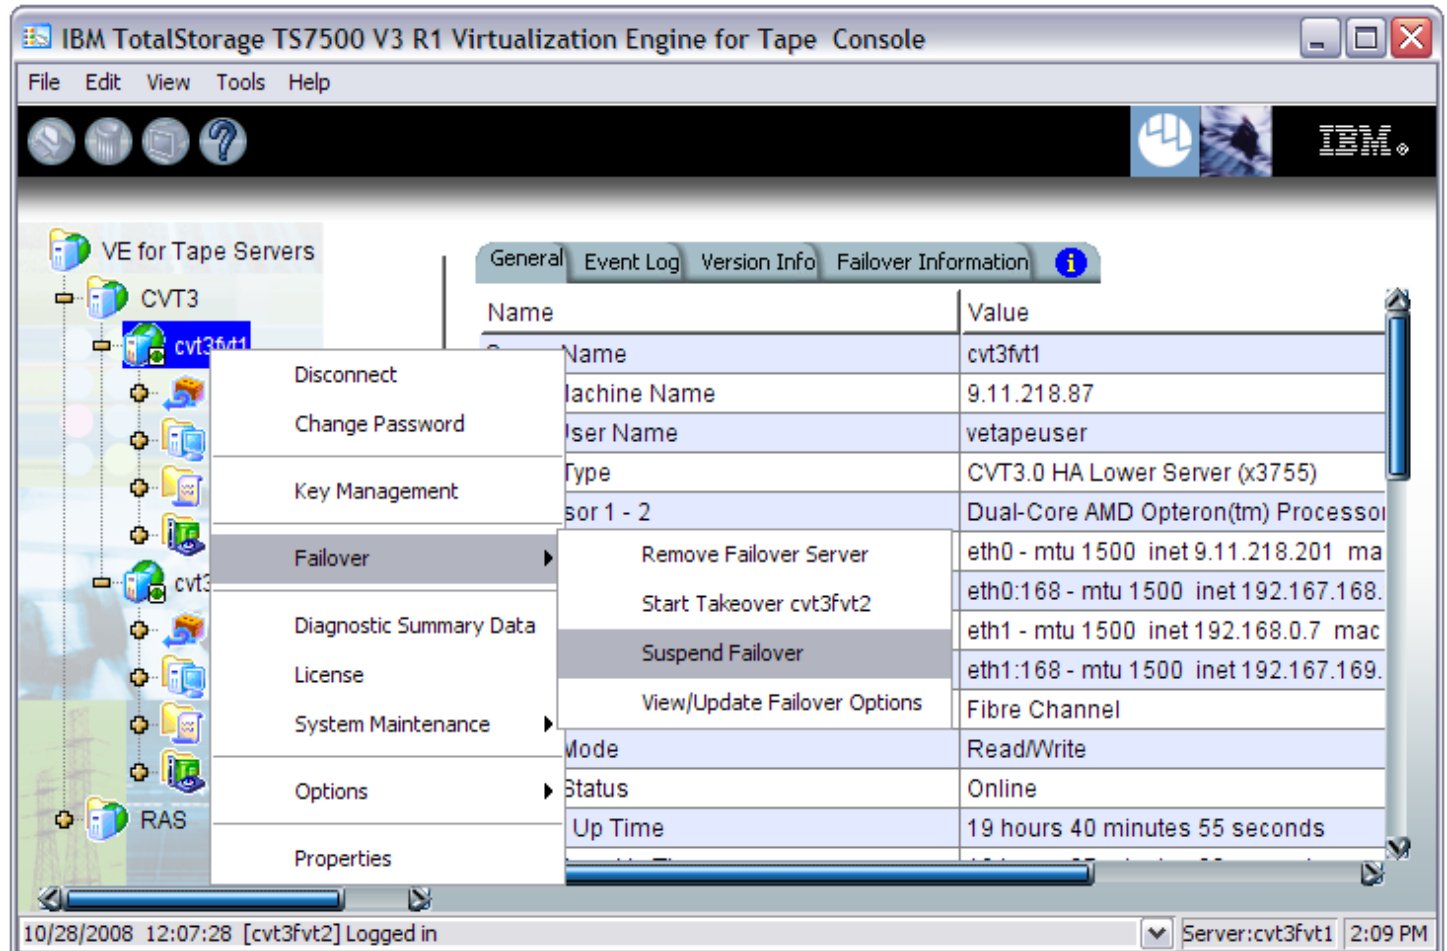 IBM TotalStorage TS7500 V3 R1 Virtualization Engine for Tape Console
File Edit View Tools Help
IBM
VE for Tape Servers
CVT3
cvt3fvt1
RAS
Disconnect
Change Password
Key Management
Failover
Diagnostic Summary Data
License
System Maintenance
Options
Properties
Remove Failover Server
Start Takeover cvt3fvt2
Suspend Failover
View/Update Failover Options
General Event Log Version Info Failover Information i
Name Value
Name cvt3fvt1
Machine Name 9.11.218.87
User Name vetapeuser
Type CVT3.0 HA Lower Server (x3755)
sor 1 - 2 Dual-Core AMD Opteron(tm) Processor
eth0 - mtu 1500 inet 9.11.218.201 ma
eth0:168 - mtu 1500 inet 192.167.168.
eth1 - mtu 1500 inet 192.168.0.7 mac
eth1:168 - mtu 1500 inet 192.167.169.
Fibre Channel
Mode Read/Write
Status Online
Up Time 19 hours 40 minutes 55 seconds
10/28/2008 12:07:28 [cvt3fvt2] Logged in
Server:cvt3fvt1 2:09 PM